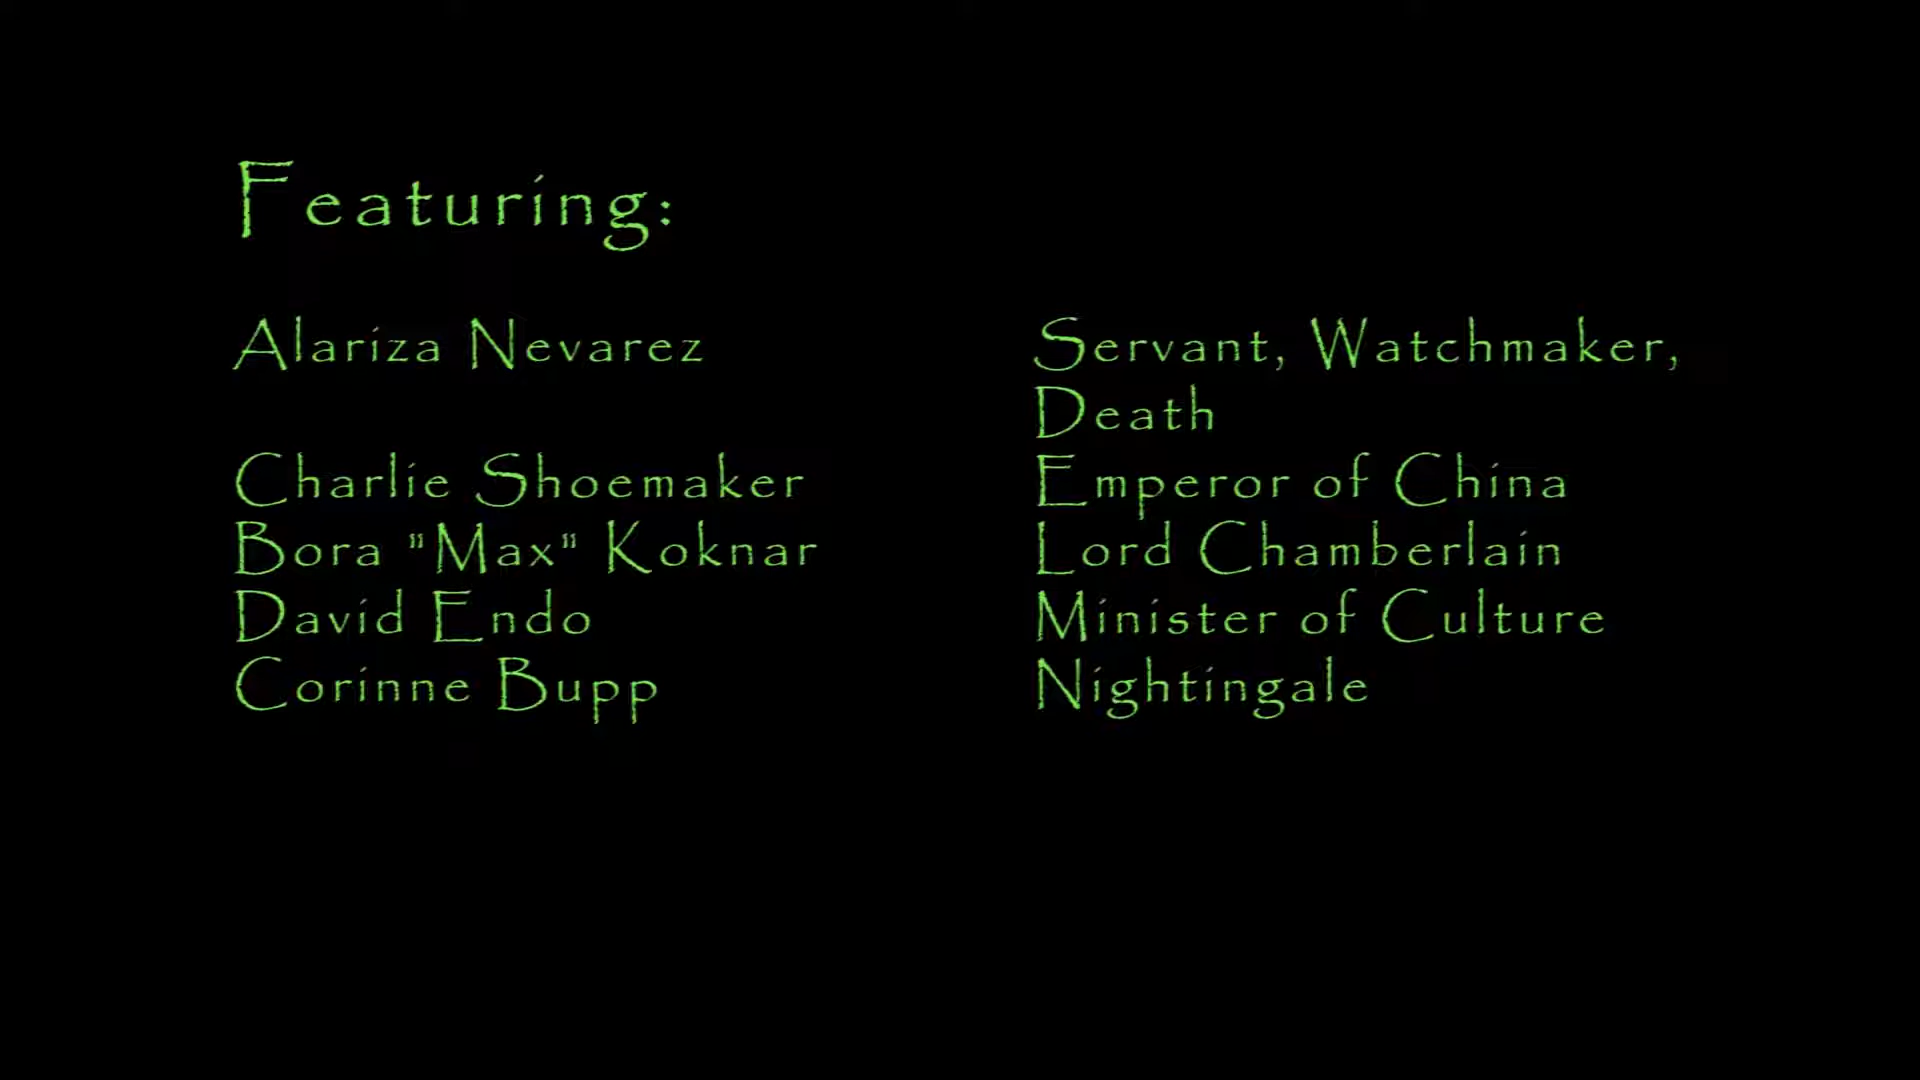 Featuring:
Alariza Nevarez Servant, Watchmaker,
Death
Charlie Shoemaker Emperor of China
Bora "Max" Koknar Lord Chamberlain
David Endo Minister of Culture
Corinne Bupp Nightingale